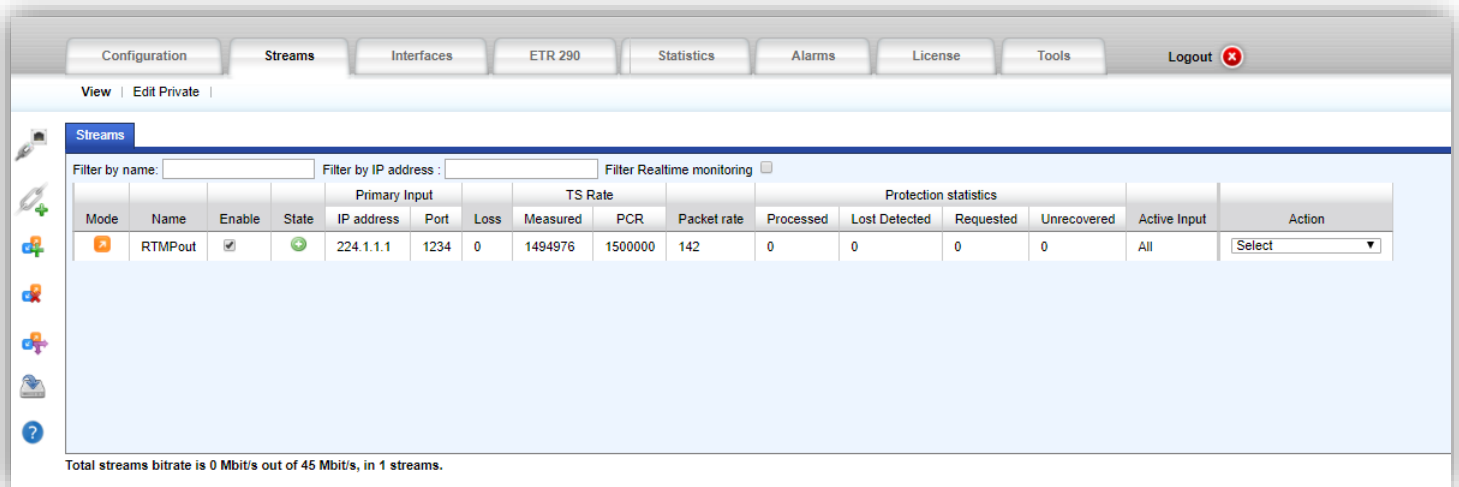 Configuration Streams Interfaces ETR 290 Statistics Alarms License Tools Logout
View | Edit Private |
Streams
Filter by name: Filter by IP address : Filter Realtime monitoring
Primary Input TS Rate Protection statistics
Mode Name Enable State IP address Port Loss Measured PCR Packet rate Processed Lost Detected Requested Unrecovered Active Input Action
RTMPout 224.1.1.1 1234 0 1494976 1500000 142 0 0 0 0 All Select
Total streams bitrate is 0 Mbit/s out of 45 Mbit/s, in 1 streams.